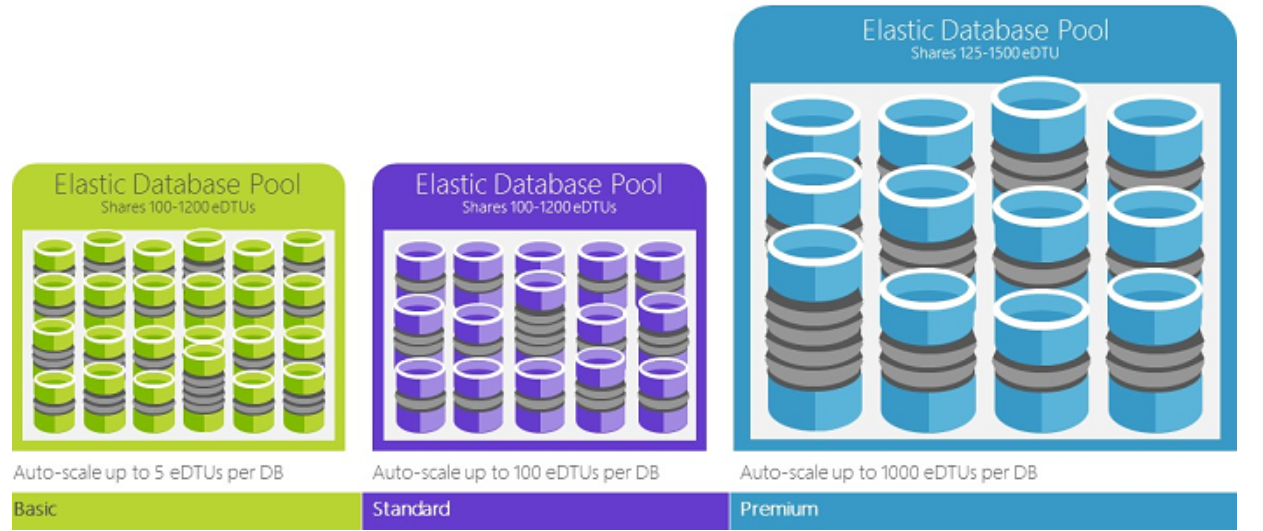 Elastic Database Pool
Shares 100-1200 eDTUs
Auto-scale up to 5 eDTUs per DB
Basic
Elastic Database Pool
Shares 100-1200 eDTUs
Auto-scale up to 100 eDTUs per DB
Standard
Elastic Database Pool
Shares 125-1500 eDTU
Auto-scale up to 1000 eDTUs per DB
Premium